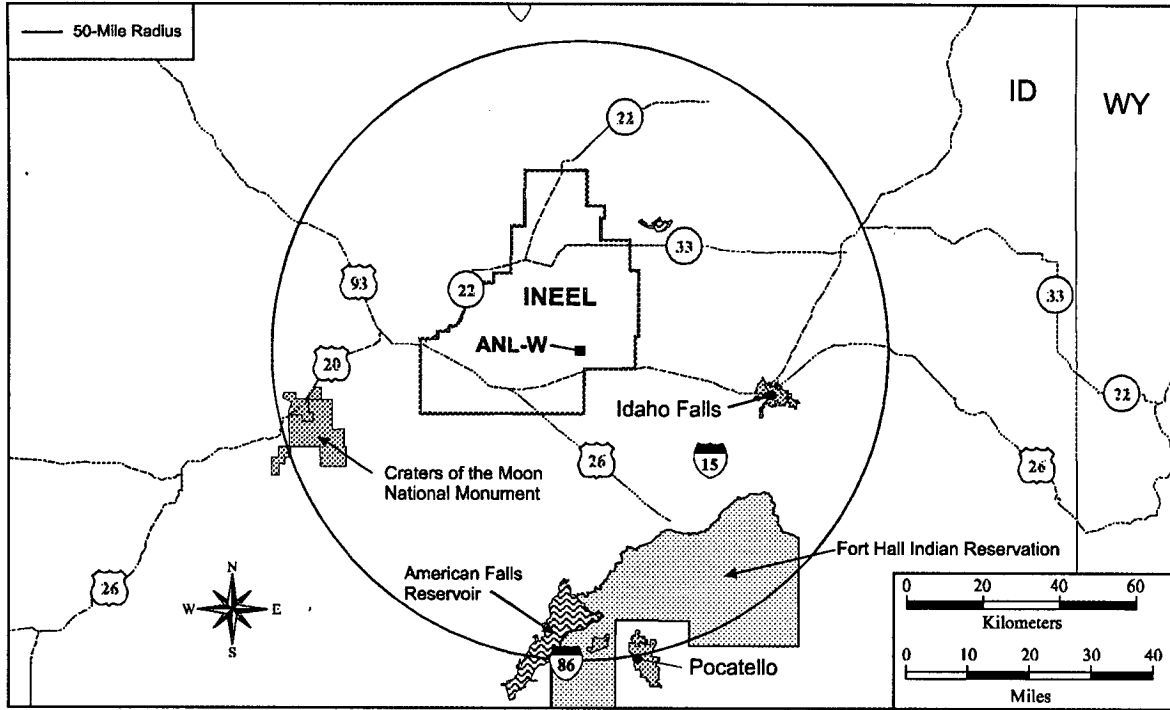 50-Mile Radius
ID
WY
22
93
22
33
33
INEEL
ANL-W
20
22
Idaho Falls
26
15
26
Craters of the Moon
National Monument
American Falls
Reservoir
Fort Hall Indian Reservation
26
N
W
E
S
86
Pocatello
0
20
40
60
Kilometers
0
10
20
30
40
Miles